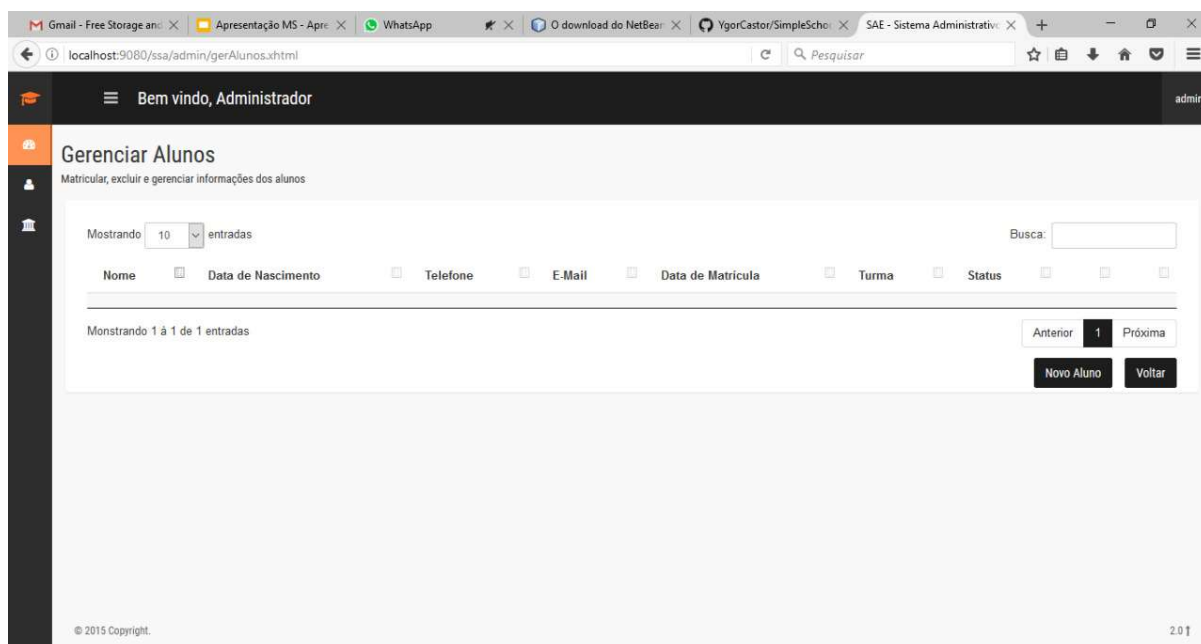 Gmail - Free Storage and
Apresentação MS - Apre
WhatsApp
O download do NetBean
YgorCastor/SimpleSchoo
SAE - Sistema Administrativo
localhost:9080/ssa/admin/gerAlunos.xhtml
Pesquisar
Bem vindo, Administrador
admin
Gerenciar Alunos
Matricular, excluir e gerenciar informações dos alunos
Mostrando 10 entradas
Busca:
Nome Data de Nascimento Telefone E-Mail Data de Matrícula Turma Status
Monstrando 1 à 1 de 1 entradas
Anterior 1 Próxima
Novo Aluno Voltar
© 2015 Copyright.
2.0